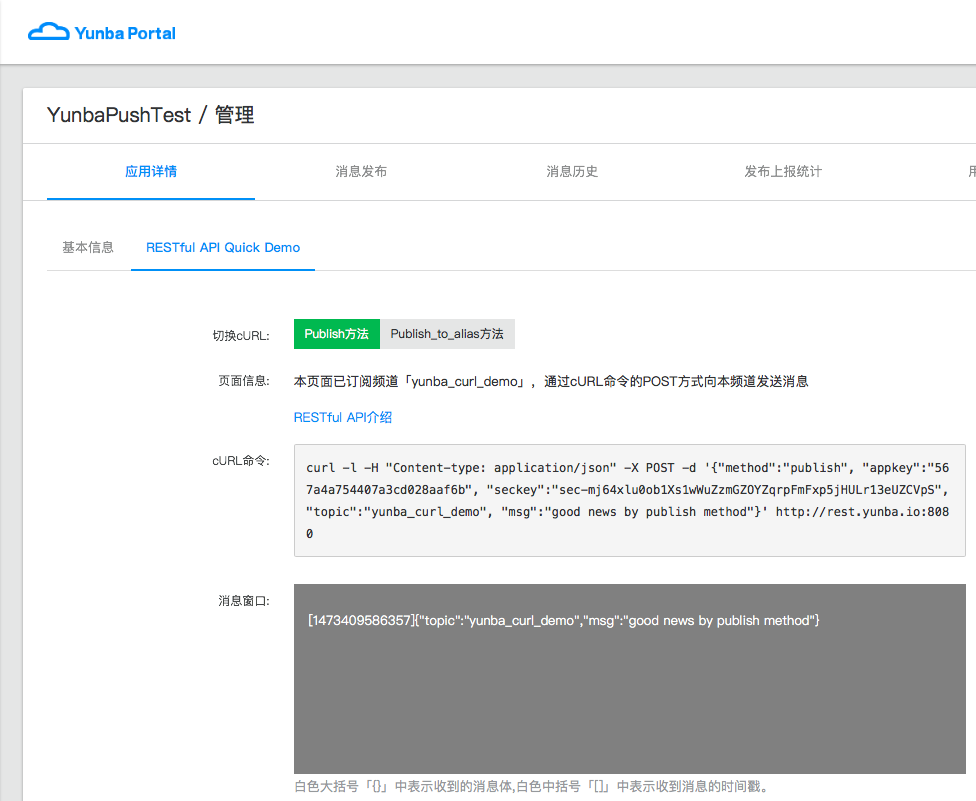 Yunba Portal
YunbaPushTest / 管理
应用详情 消息发布 消息历史 发布上报统计
基本信息 RESTful API Quick Demo
切换cURL: Publish方法 Publish_to_alias方法
页面信息: 本页面已订阅频道「yunba_curl_demo」，通过cURL命令的POST方式向本频道发送消息
RESTful API介绍
cURL命令: curl -l -H "Content-type: application/json" -X POST -d '{"method":"publish", "appkey":"56
7a4a754407a3cd028aaf6b", "seckey":"sec-mj64xlu0ob1Xs1wWuZzmGZOYZqrpFmFxp5jHULr13eUZCVpS",
"topic":"yunba_curl_demo", "msg":"good news by publish method"}' http://rest.yunba.io:808
0
消息窗口: [1473409586357]{"topic":"yunba_curl_demo","msg":"good news by publish method"}
白色大括号「{}」中表示收到的消息体,白色中括号「[]」中表示收到消息的时间戳。